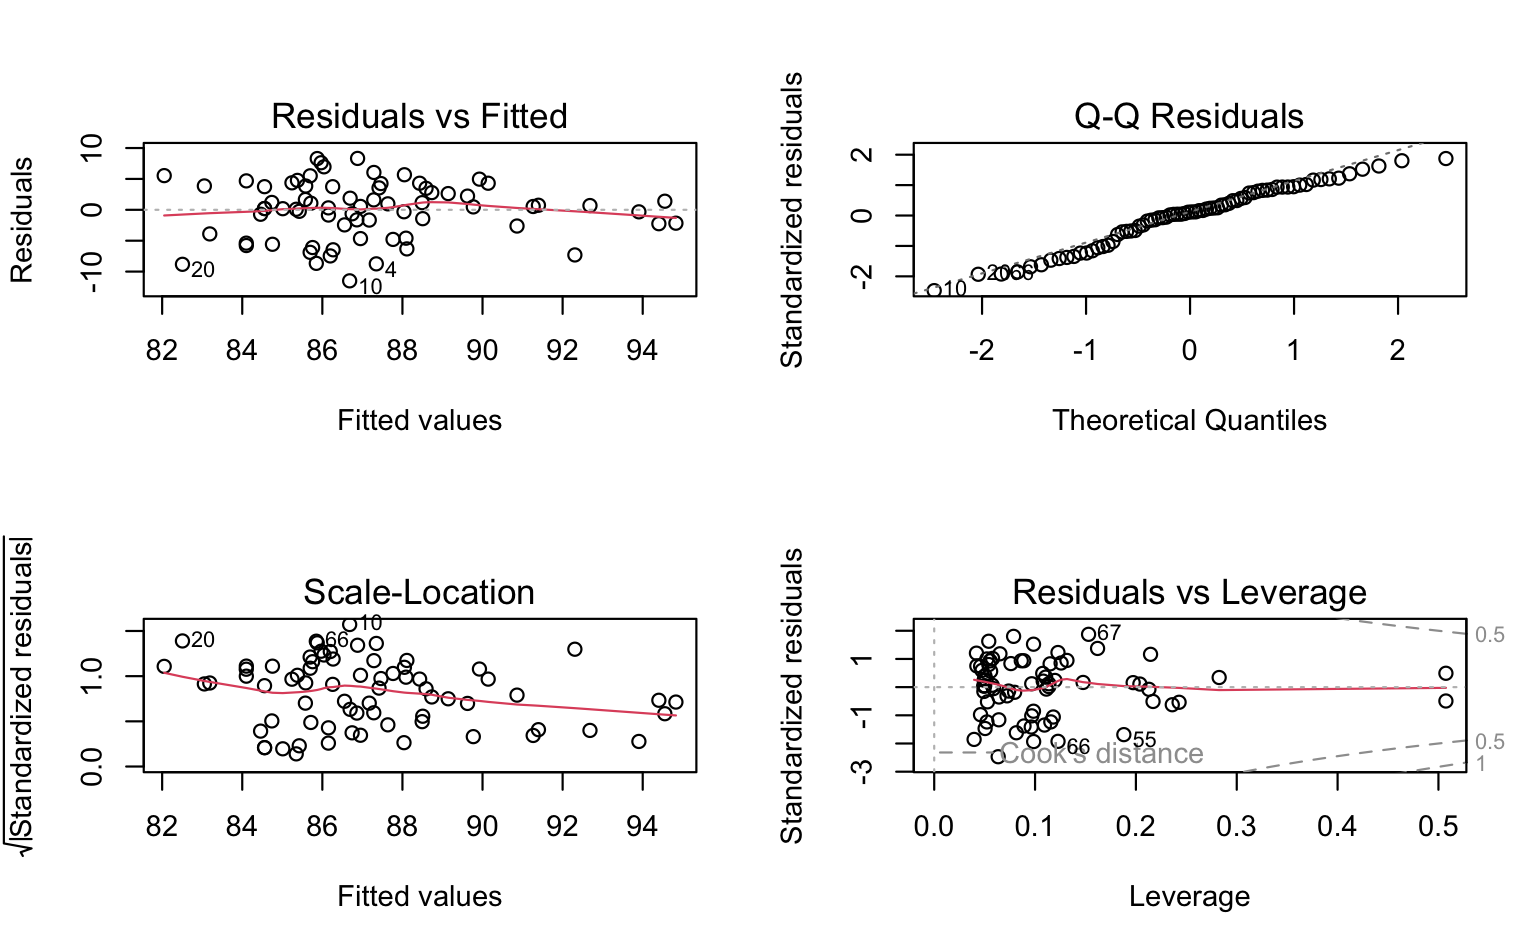 Residuals vs Fitted
Residuals
10
0
-10
20
4
10
82 84 86 88 90 92 94
Fitted values
Q-Q Residuals
Standardized residuals
2
0
-2
10
-2 -1 0 1 2
Theoretical Quantiles
Scale-Location
√|Standardized residuals|
1.0
0.0
20
66
10
82 84 86 88 90 92 94
Fitted values
Residuals vs Leverage
Standardized residuals
1
-1
-3
67
66
55
Cook's distance
0.5
0.5
1
0.0 0.1 0.2 0.3 0.4 0.5
Leverage